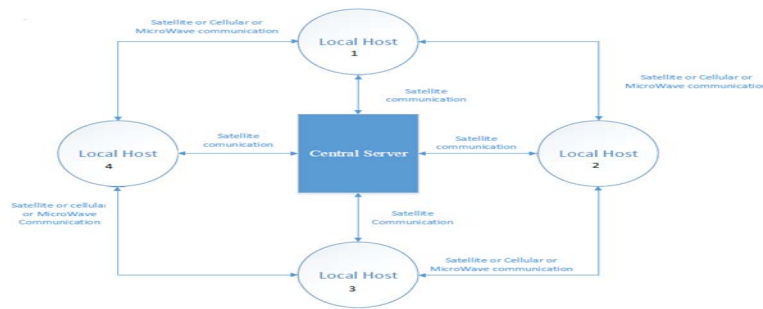 Satellite or Cellular or
MicroWave communication
Local Host
1
Satellite or Cellular or
MicroWave communication
Satellite
communication
Local Host
4
Satellite
comunication
Central Server
Satellite
communication
Local Host
2
Satellite or cellular
or MicroWave
Communication
Satellite
Communication
Satellite or Cellular or
MicroWave communication
Local Host
3